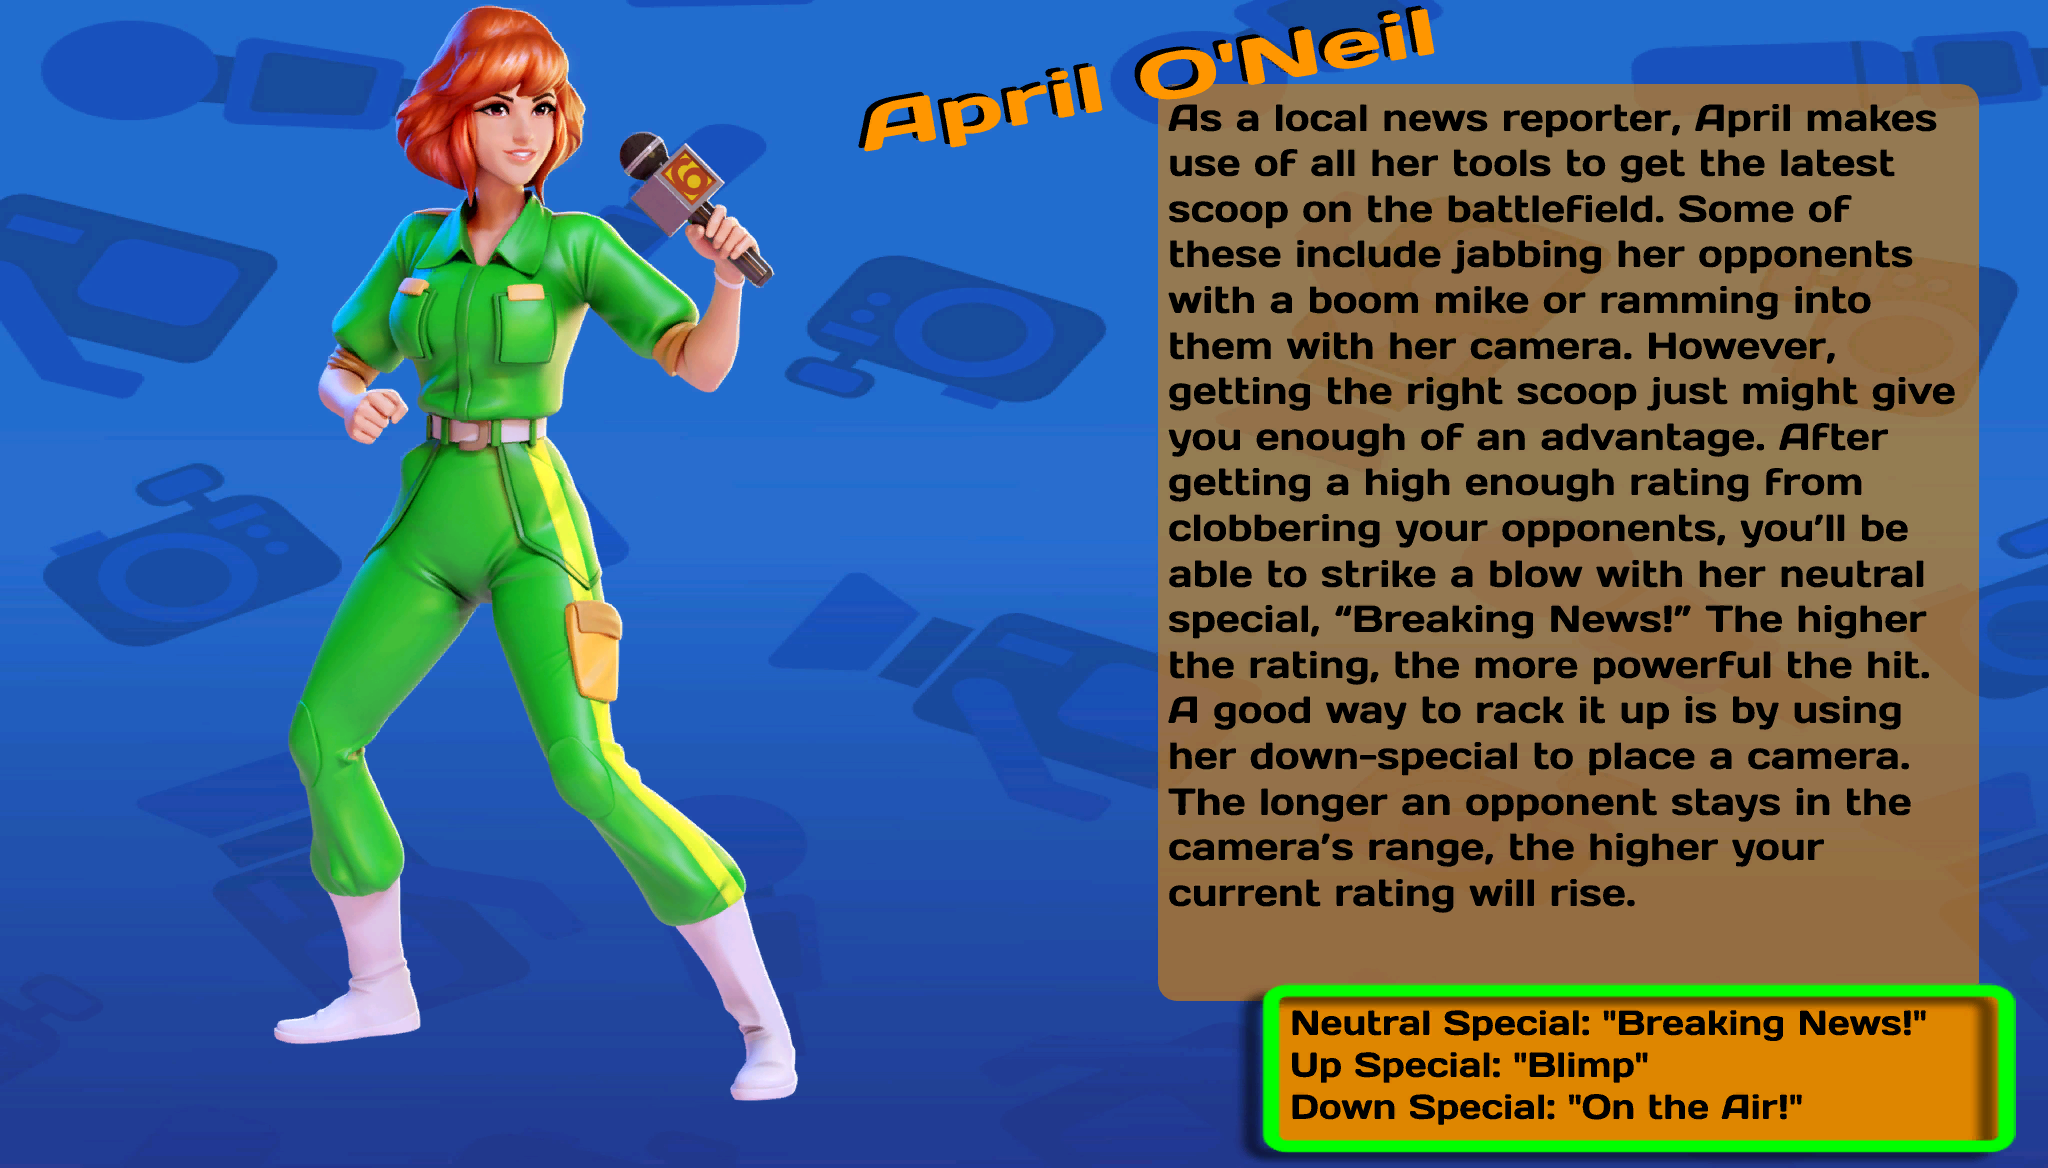 April O'Neil
As a local news reporter, April makes
use of all her tools to get the latest
scoop on the battlefield. Some of
these include jabbing her opponents
with a boom mike or ramming into
them with her camera. However,
getting the right scoop just might give
you enough of an advantage. After
getting a high enough rating from
clobbering your opponents, you’ll be
able to strike a blow with her neutral
special, “Breaking News!” The higher
the rating, the more powerful the hit.
A good way to rack it up is by using
her down-special to place a camera.
The longer an opponent stays in the
camera’s range, the higher your
current rating will rise.
Neutral Special: "Breaking News!"
Up Special: "Blimp"
Down Special: "On the Air!"